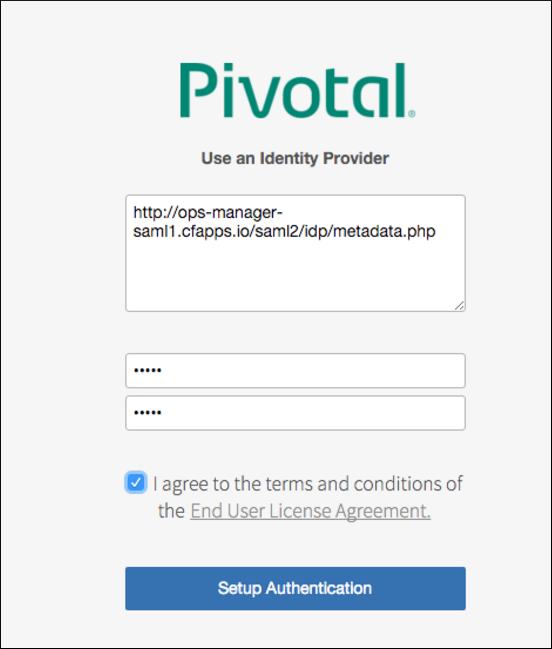 Pivotal®
Use an Identity Provider
http://ops-manager-
saml1.cfapps.io/saml2/idp/metadata.php
•••••
•••••
I agree to the terms and conditions of
the End User License Agreement.
Setup Authentication